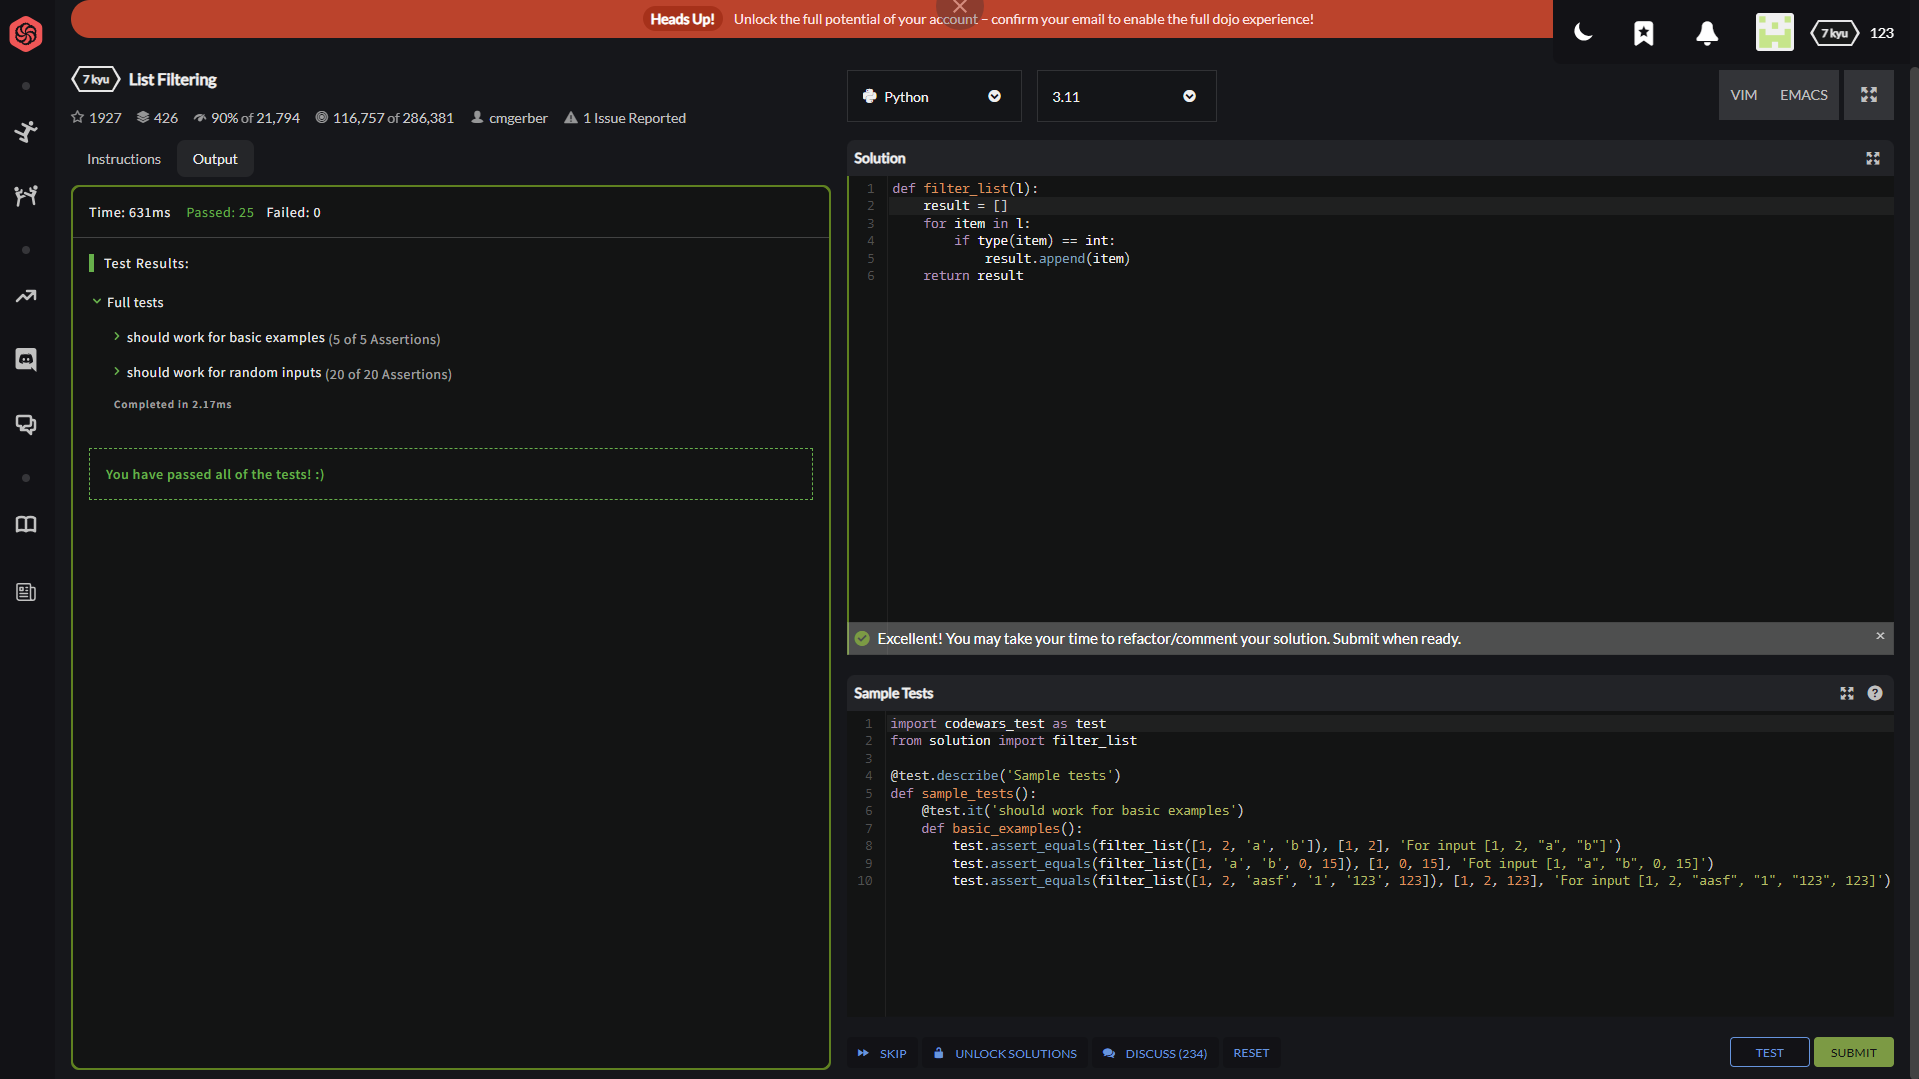 Heads Up! Unlock the full potential of your account – confirm your email to enable the full dojo experience!
7 kyu 123
7 kyu List Filtering
1927 426 90% of 21,794 116,757 of 286,381 cmgerber 1 Issue Reported
Instructions Output
Time: 631ms Passed: 25 Failed: 0
Test Results:
Full tests
should work for basic examples (5 of 5 Assertions)
should work for random inputs (20 of 20 Assertions)
Completed in 2.17ms
You have passed all of the tests! :)
Python 3.11 VIM EMACS
Solution
1 def filter_list(l):
2     result = []
3     for item in l:
4         if type(item) == int:
5             result.append(item)
6     return result
Excellent! You may take your time to refactor/comment your solution. Submit when ready. ×
Sample Tests ?
1 import codewars_test as test
2 from solution import filter_list
3
4 @test.describe('Sample tests')
5 def sample_tests():
6     @test.it('should work for basic examples')
7     def basic_examples():
8         test.assert_equals(filter_list([1, 2, 'a', 'b']), [1, 2], 'For input [1, 2, "a", "b"]')
9         test.assert_equals(filter_list([1, 'a', 'b', 0, 15]), [1, 0, 15], 'Fot input [1, "a", "b", 0, 15]')
10         test.assert_equals(filter_list([1, 2, 'aasf', '1', '123', 123]), [1, 2, 123], 'For input [1, 2, "aasf", "1", "123", 123]')
SKIP UNLOCK SOLUTIONS DISCUSS (234) RESET TEST SUBMIT